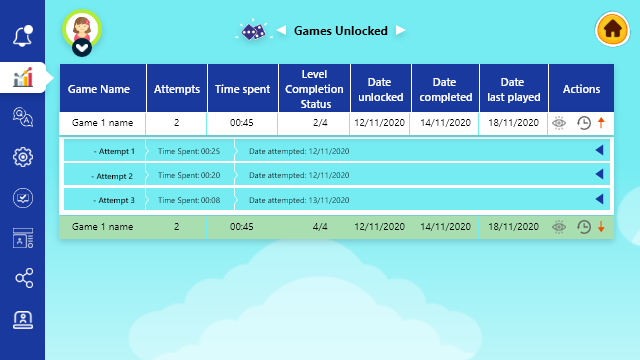 Games Unlocked
Game Name Attempts Time spent Level Completion Status Date unlocked Date completed Date last played Actions
Game 1 name 2 00:45 2/4 12/11/2020 14/11/2020 18/11/2020
- Attempt 1 Time Spent: 00:25 Date attempted: 12/11/2020
- Attempt 2 Time Spent: 00:20 Date attempted: 12/11/2020
- Attempt 3 Time Spent: 00:08 Date attempted: 13/11/2020
Game 1 name 2 00:45 4/4 12/11/2020 14/11/2020 18/11/2020